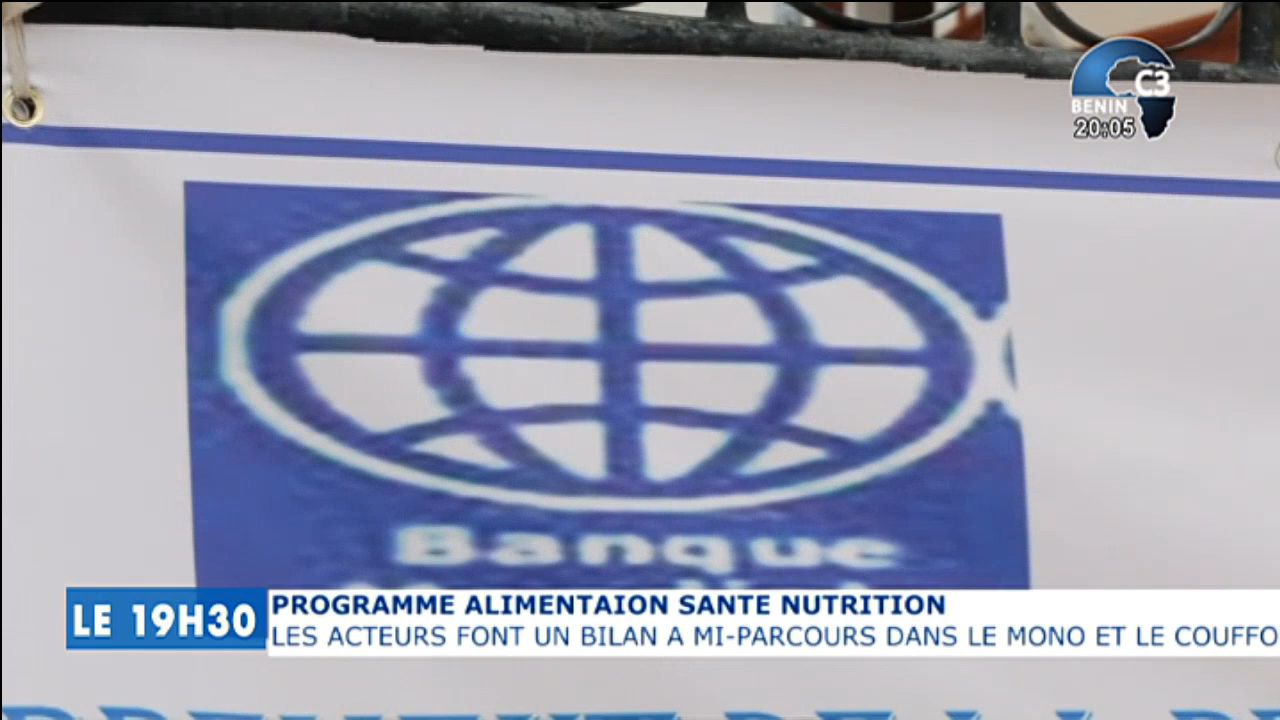 C3
BENIN
20:05
Banque
LE 19H30
PROGRAMME ALIMENTAION SANTE NUTRITION
LES ACTEURS FONT UN BILAN A MI-PARCOURS DANS LE MONO ET LE COUFFO